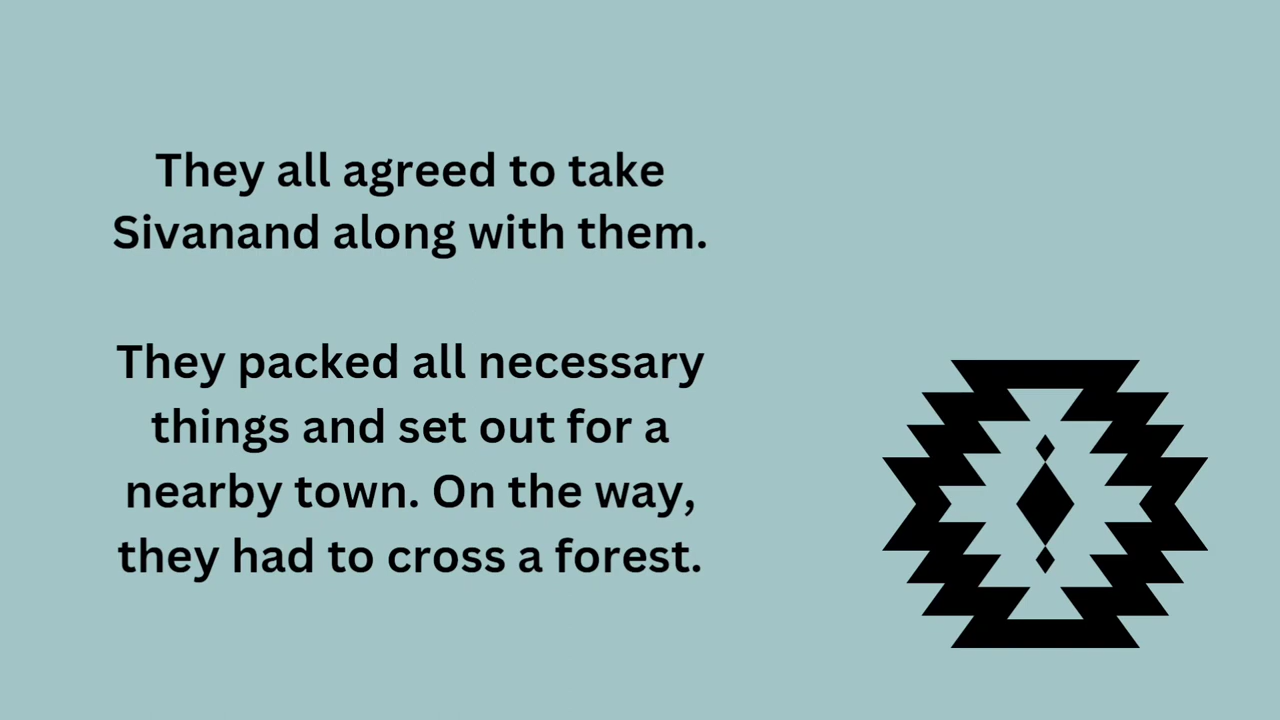 They all agreed to take
Sivanand along with them.
They packed all necessary
things and set out for a
nearby town. On the way,
they had to cross a forest.